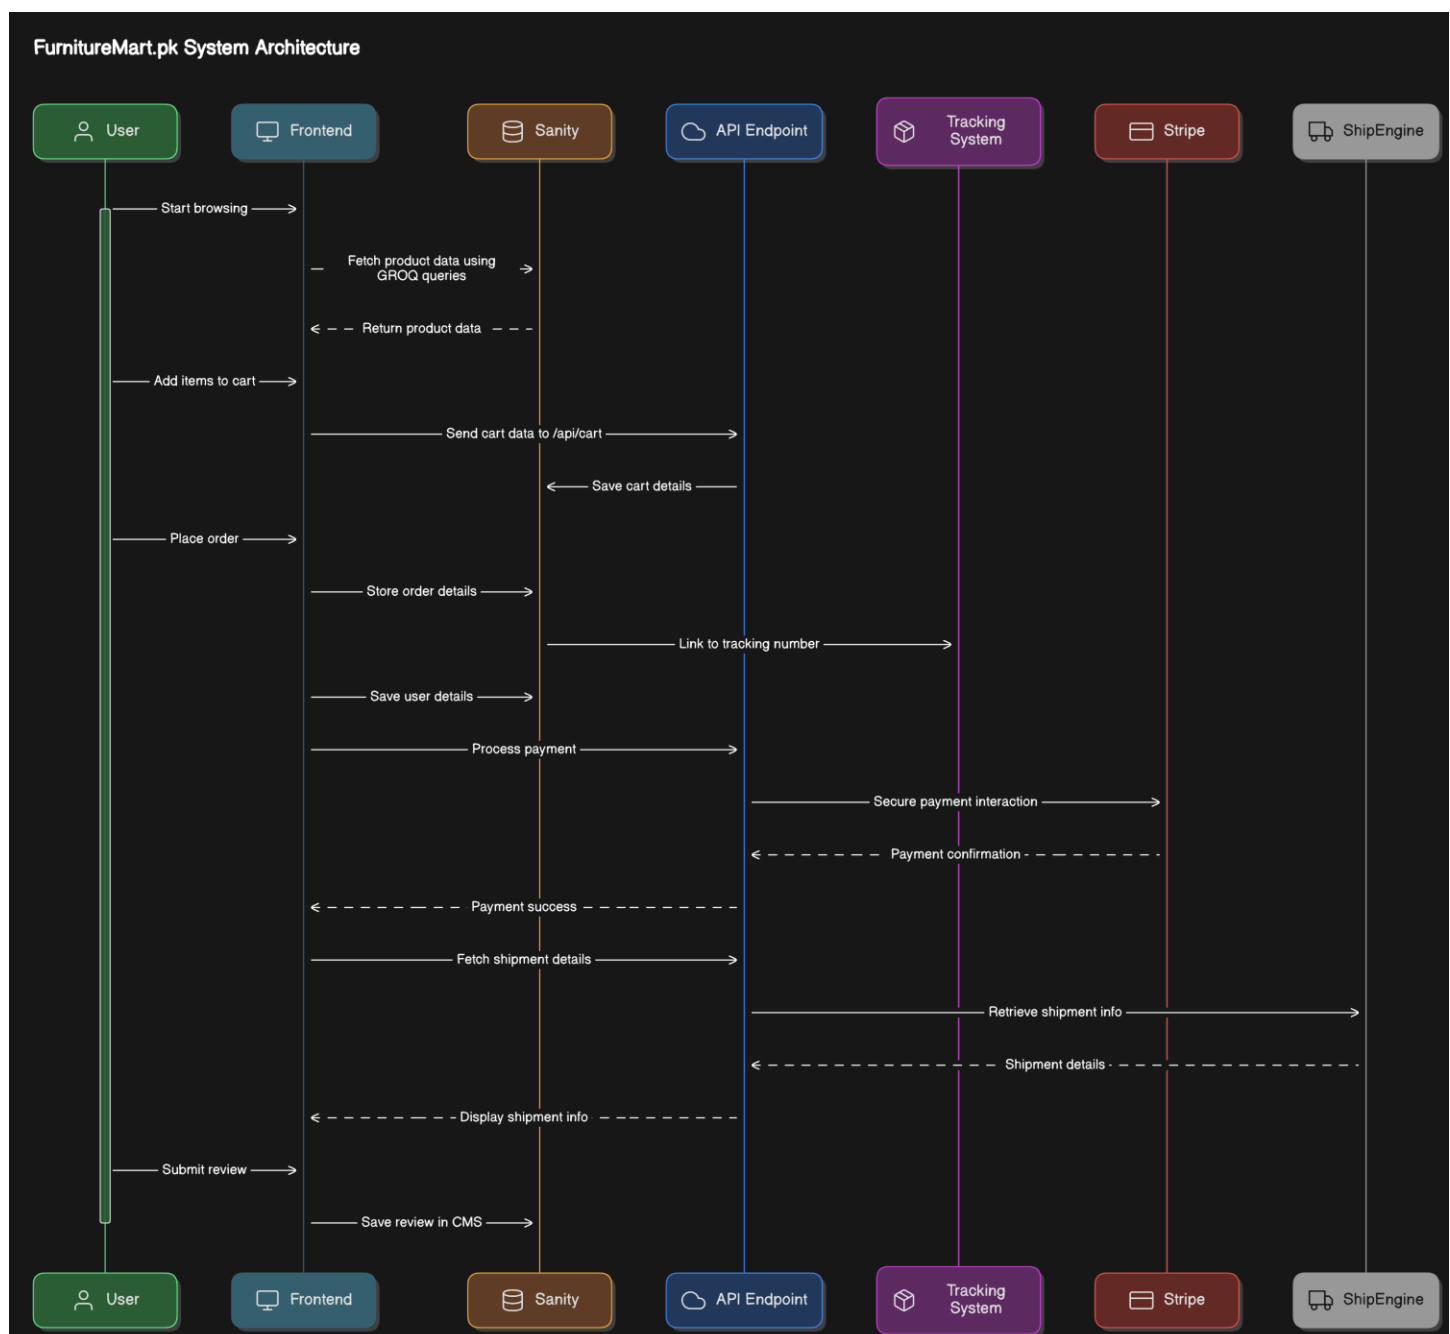 FurnitureMart.pk System Architecture
User
Frontend
Sanity
API Endpoint
Tracking
System
Stripe
ShipEngine
Start browsing
Fetch product data using
GROQ queries
Return product data
Add items to cart
Send cart data to /api/cart
Save cart details
Place order
Store order details
Link to tracking number
Save user details
Process payment
Secure payment interaction
Payment confirmation
Payment success
Fetch shipment details
Retrieve shipment info
Shipment details
Display shipment info
Submit review
Save review in CMS
User
Frontend
Sanity
API Endpoint
Tracking
System
Stripe
ShipEngine